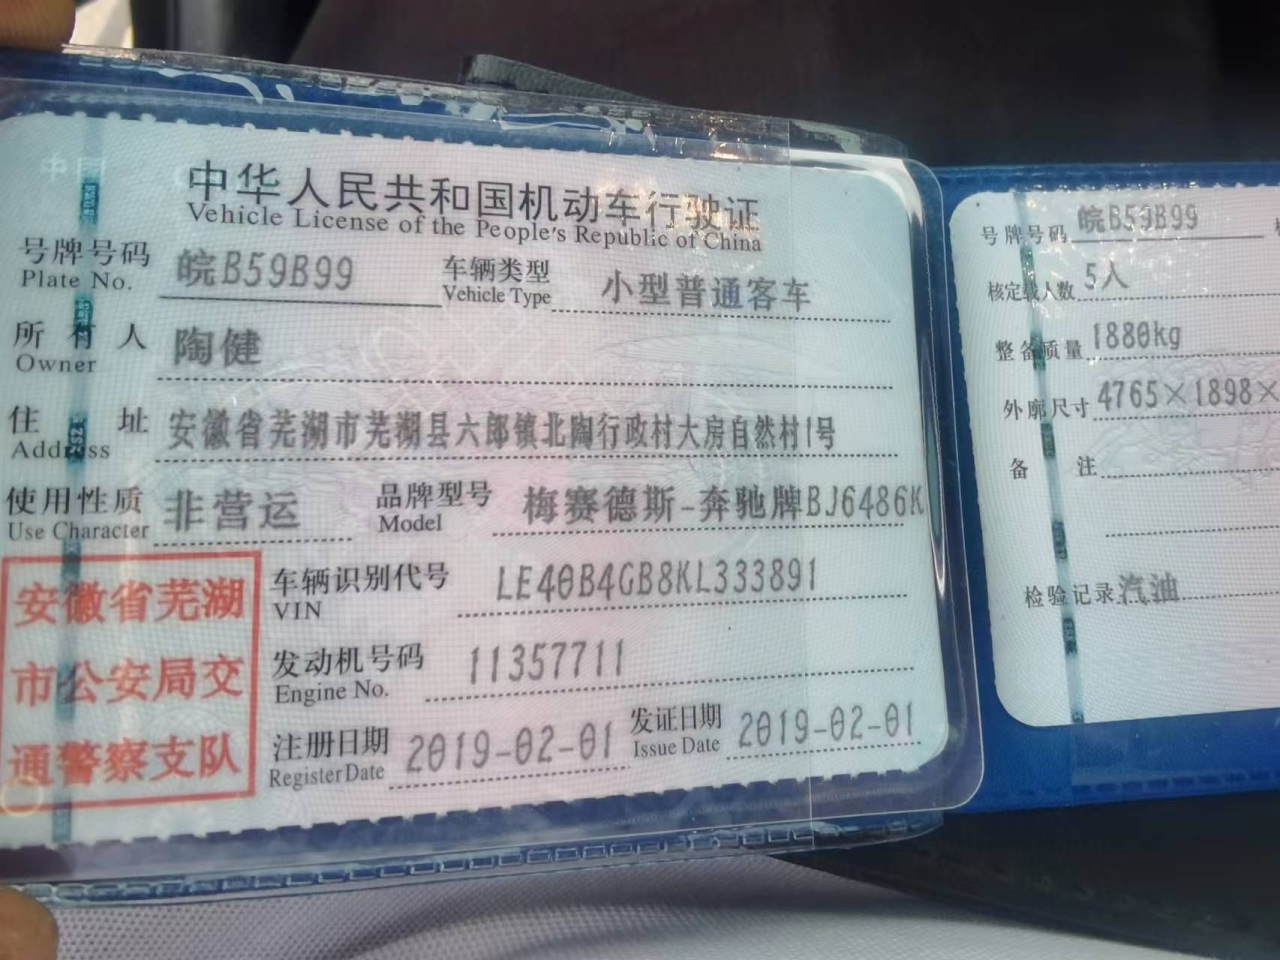 中华人民共和国机动车行驶证
Vehicle License of the People's Republic of China
号牌号码 皖B59B99 车辆类型 小型普通客车
Plate No. Vehicle Type
所有人 陶健
Owner
住址 安徽省芜湖市芜湖县六郎镇北陶行政村大房自然村1号
Address
使用性质 非营运 品牌型号 梅赛德斯-奔驰牌BJ6486K
Use Character Model
安徽省芜湖
市公安局交
通警察支队
车辆识别代号 LE40B4GB8KL333891
VIN
发动机号码 11357711
Engine No.
注册日期 2019-02-01 发证日期 2019-02-01
Register Date Issue Date
号牌号码 皖B59B99
核定载人数 5人
整备质量 1880kg
外廓尺寸 4765×1898×
备注
检验记录 汽油